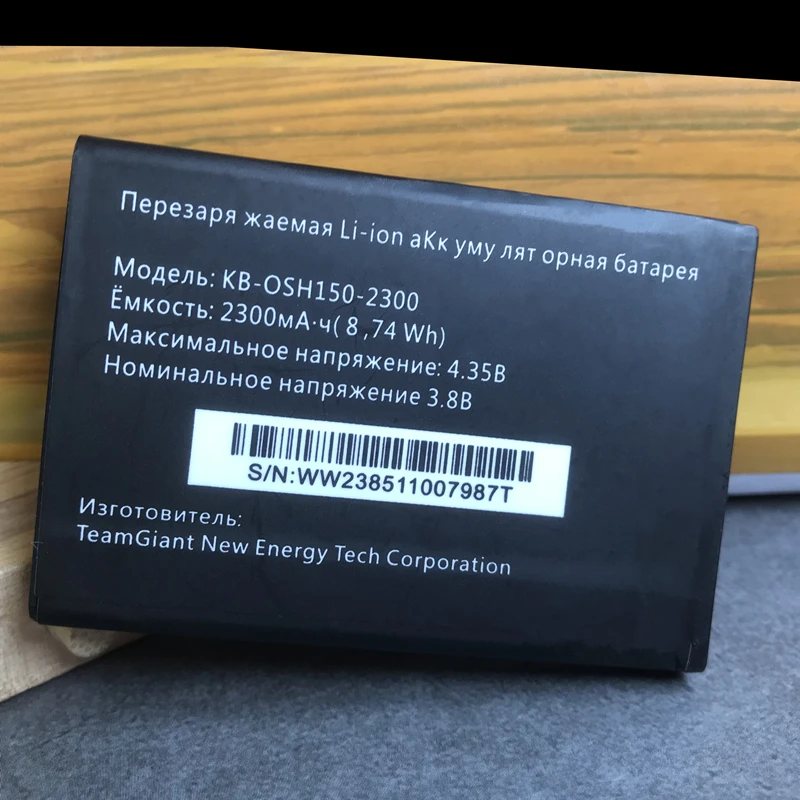 Перезаря жаемая Li-ion аКк уму лят орная батарея
Модель: KB-OSH150-2300
Ёмкость: 2300мА·ч( 8 ,74 Wh)
Максимальное напряжение: 4.35В
Номинальное напряжение 3.8В
S/N:WW238511007987T
Изготовитель:
TeamGiant New Energy Tech Corporation